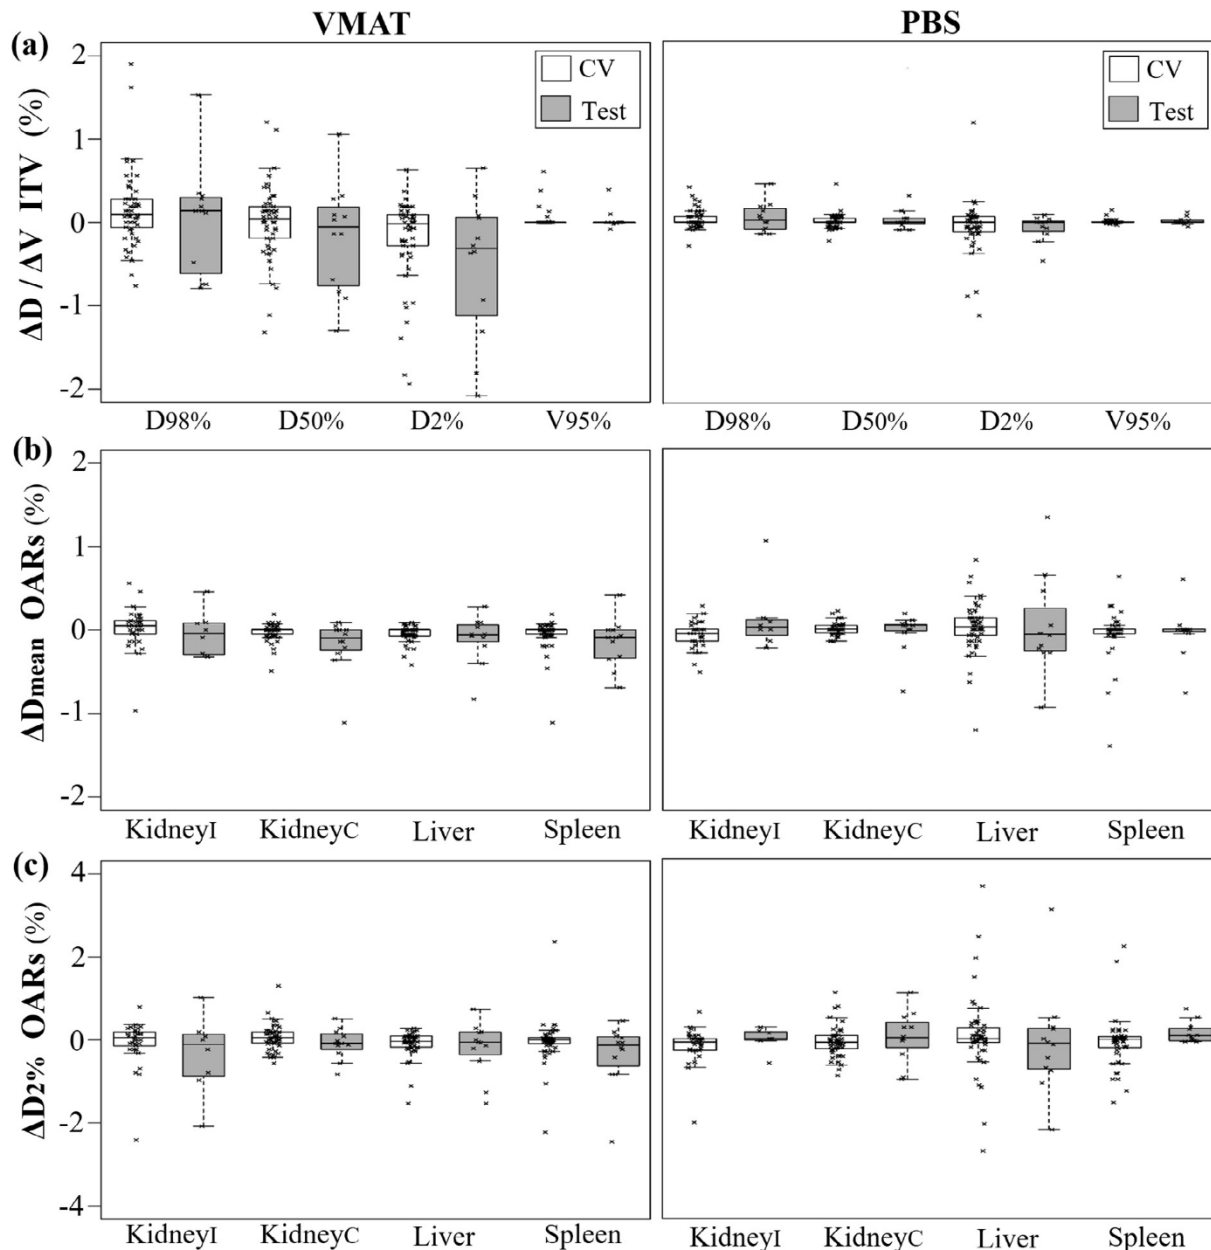 VMAT PBS
(a)
ΔD / ΔV ITV (%)
2
1
0
-1
-2
CV
Test
CV
Test
D98% D50% D2% V95%
D98% D50% D2% V95%
(b)
ΔDmean OARs (%)
2
1
0
-1
-2
KidneyI KidneyC Liver Spleen
KidneyI KidneyC Liver Spleen
(c)
ΔD2% OARs (%)
4
2
0
-2
-4
KidneyI KidneyC Liver Spleen
KidneyI KidneyC Liver Spleen